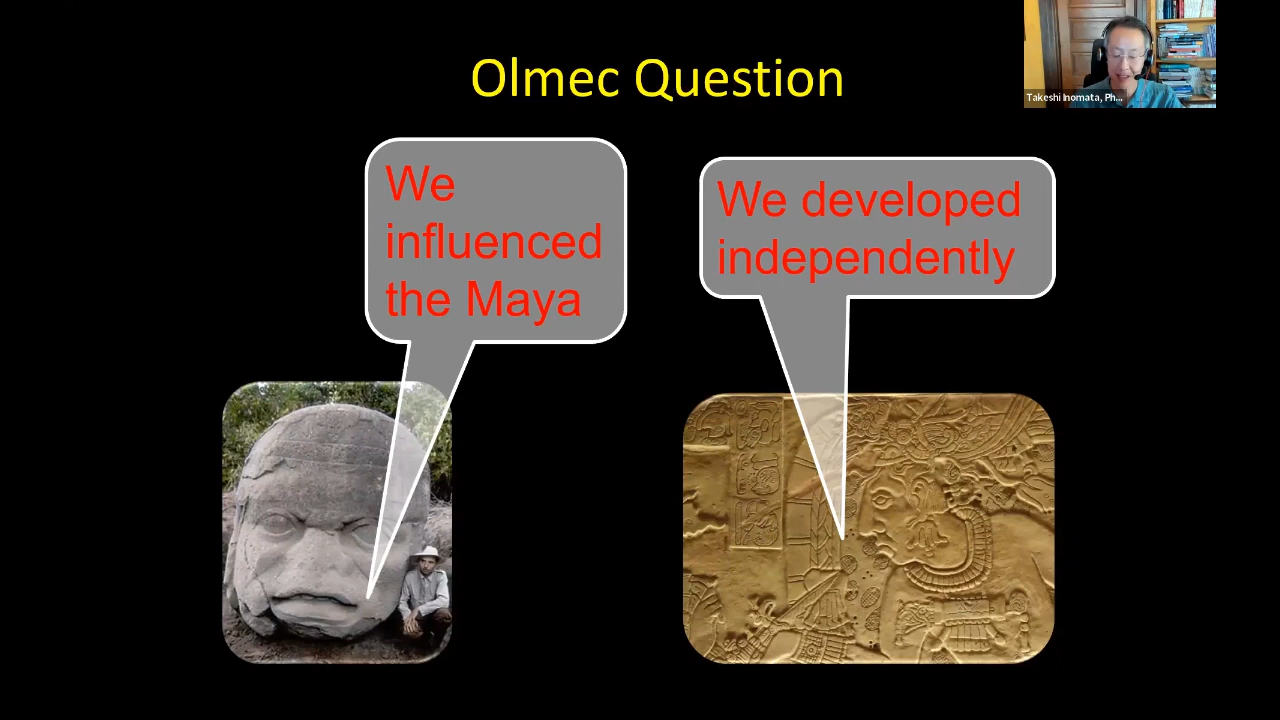 Olmec Question
Takeshi Inomata, Ph...
We
influenced
the Maya
We developed
independently